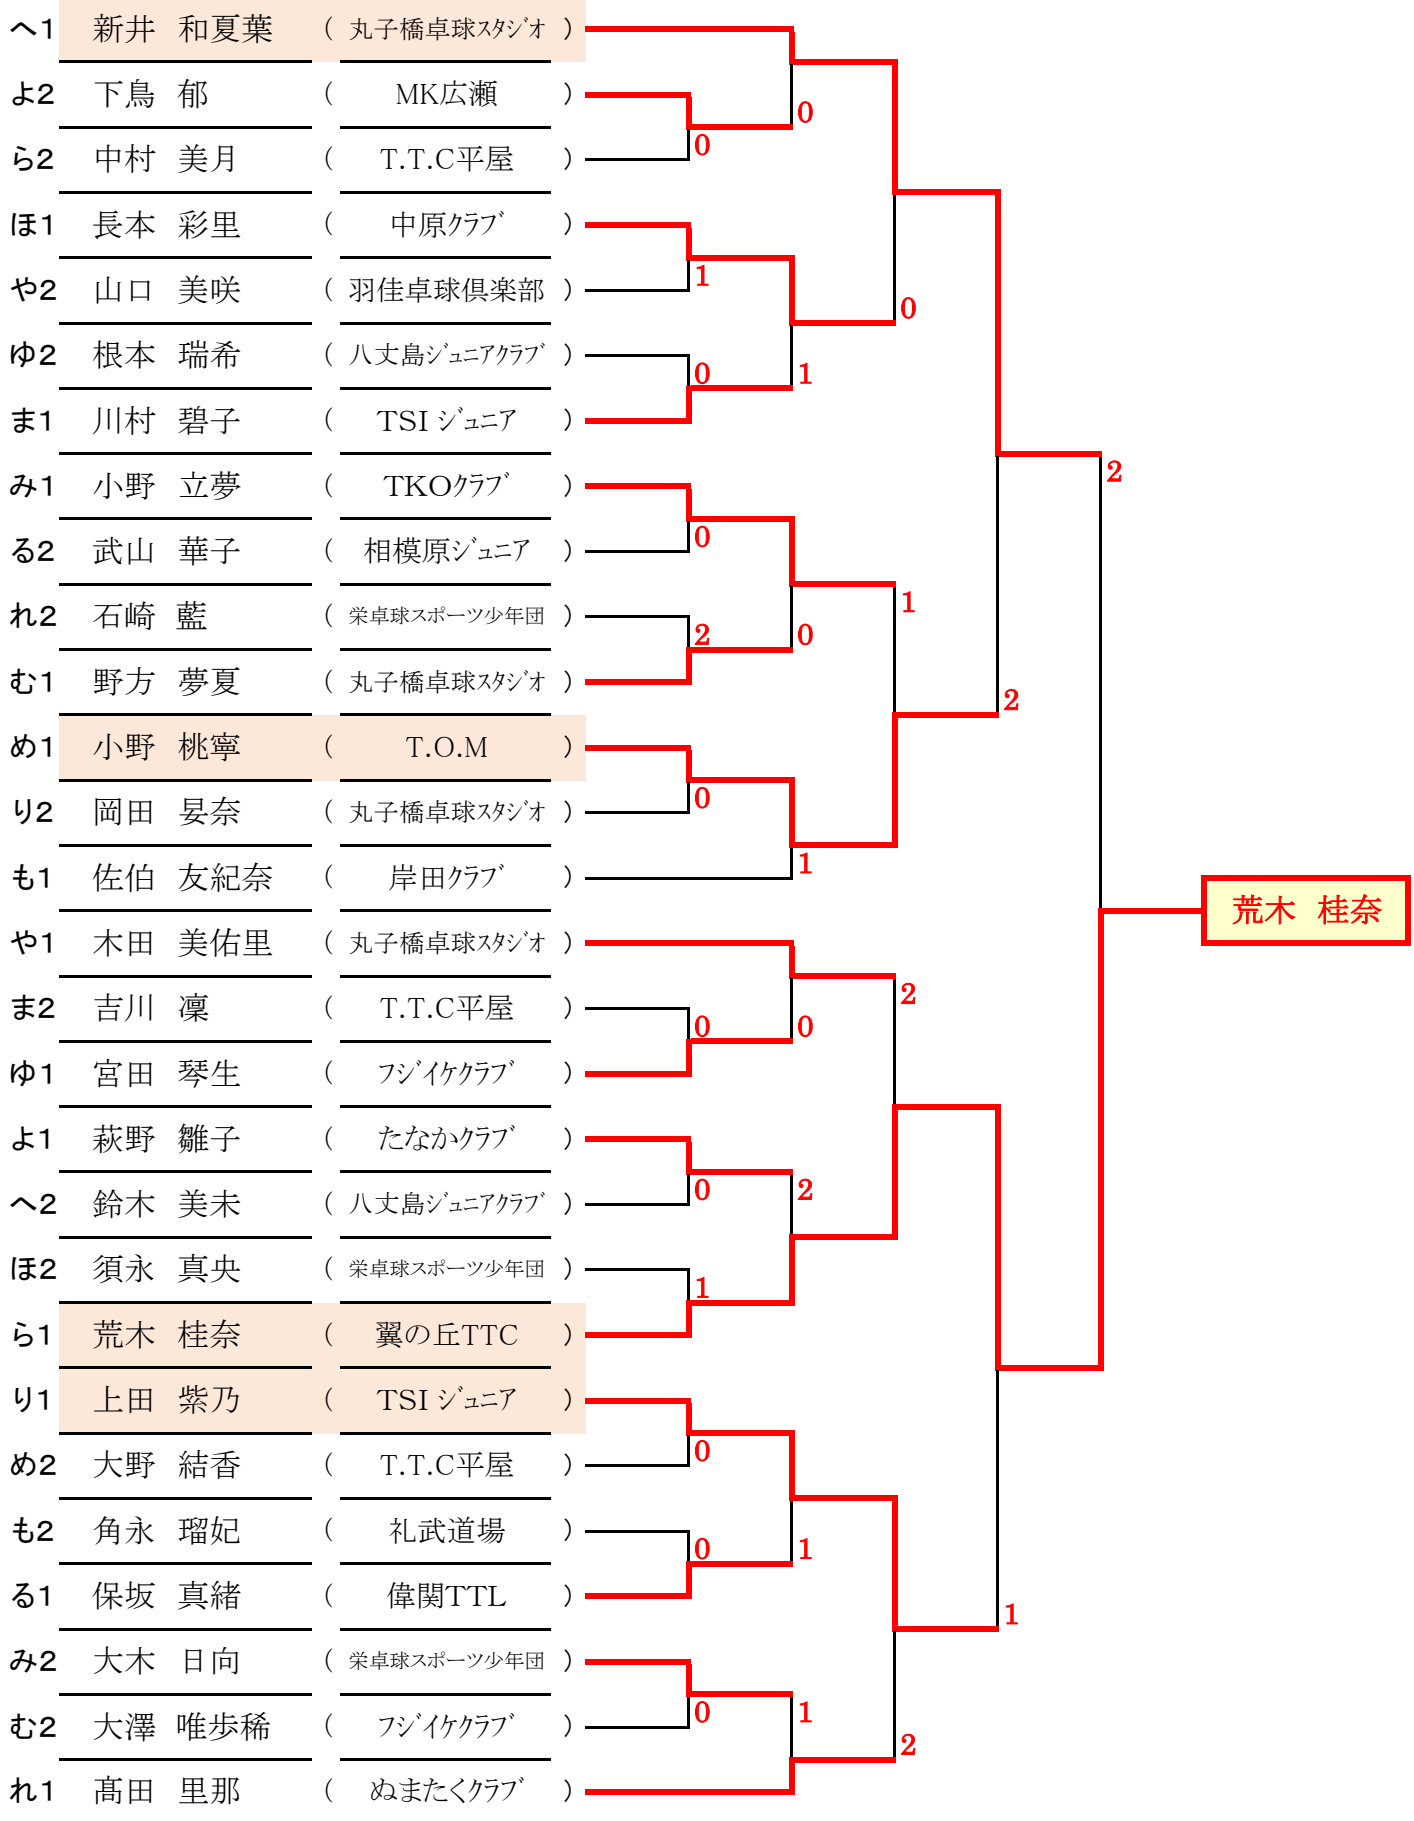 へ1 新井 和夏葉 ( 丸子橋卓球スタジオ )
よ2 下鳥 郁 ( MK広瀬 )
0
0
ら2 中村 美月 ( T.T.C平屋 )
ほ1 長本 彩里 ( 中原クラブ )
1
や2 山口 美咲 ( 羽佳卓球倶楽部 )
0
ゆ2 根本 瑞希 ( 八丈島ジュニアクラブ )
0 1
ま1 川村 碧子 ( TSIジュニア )
2
み1 小野 立夢 ( TKOクラブ )
0
る2 武山 華子 ( 相模原ジュニア )
1
れ2 石崎 藍 ( 栄卓球スポーツ少年団 )
2 0
む1 野方 夢夏 ( 丸子橋卓球スタジオ )
2
め1 小野 桃寧 ( T.O.M )
0
り2 岡田 晏奈 ( 丸子橋卓球スタジオ )
1
も1 佐伯 友紀奈 ( 岸田クラブ )
荒木 桂奈
や1 木田 美佑里 ( 丸子橋卓球スタジオ )
2
ま2 吉川 凜 ( T.T.C平屋 )
0 0
ゆ1 宮田 琴生 ( フジイケクラブ )
よ1 萩野 雛子 ( たなかクラブ )
0 2
へ2 鈴木 美未 ( 八丈島ジュニアクラブ )
ほ2 須永 真央 ( 栄卓球スポーツ少年団 )
1
ら1 荒木 桂奈 ( 翼の丘TTC )
り1 上田 紫乃 ( TSIジュニア )
0
め2 大野 結香 ( T.T.C平屋 )
も2 角永 瑠妃 ( 礼武道場 )
0 1
る1 保坂 真緒 ( 偉関TTL )
1
み2 大木 日向 ( 栄卓球スポーツ少年団 )
0 1
む2 大澤 唯歩稀 ( フジイケクラブ )
2
れ1 髙田 里那 ( ぬまたくクラブ )